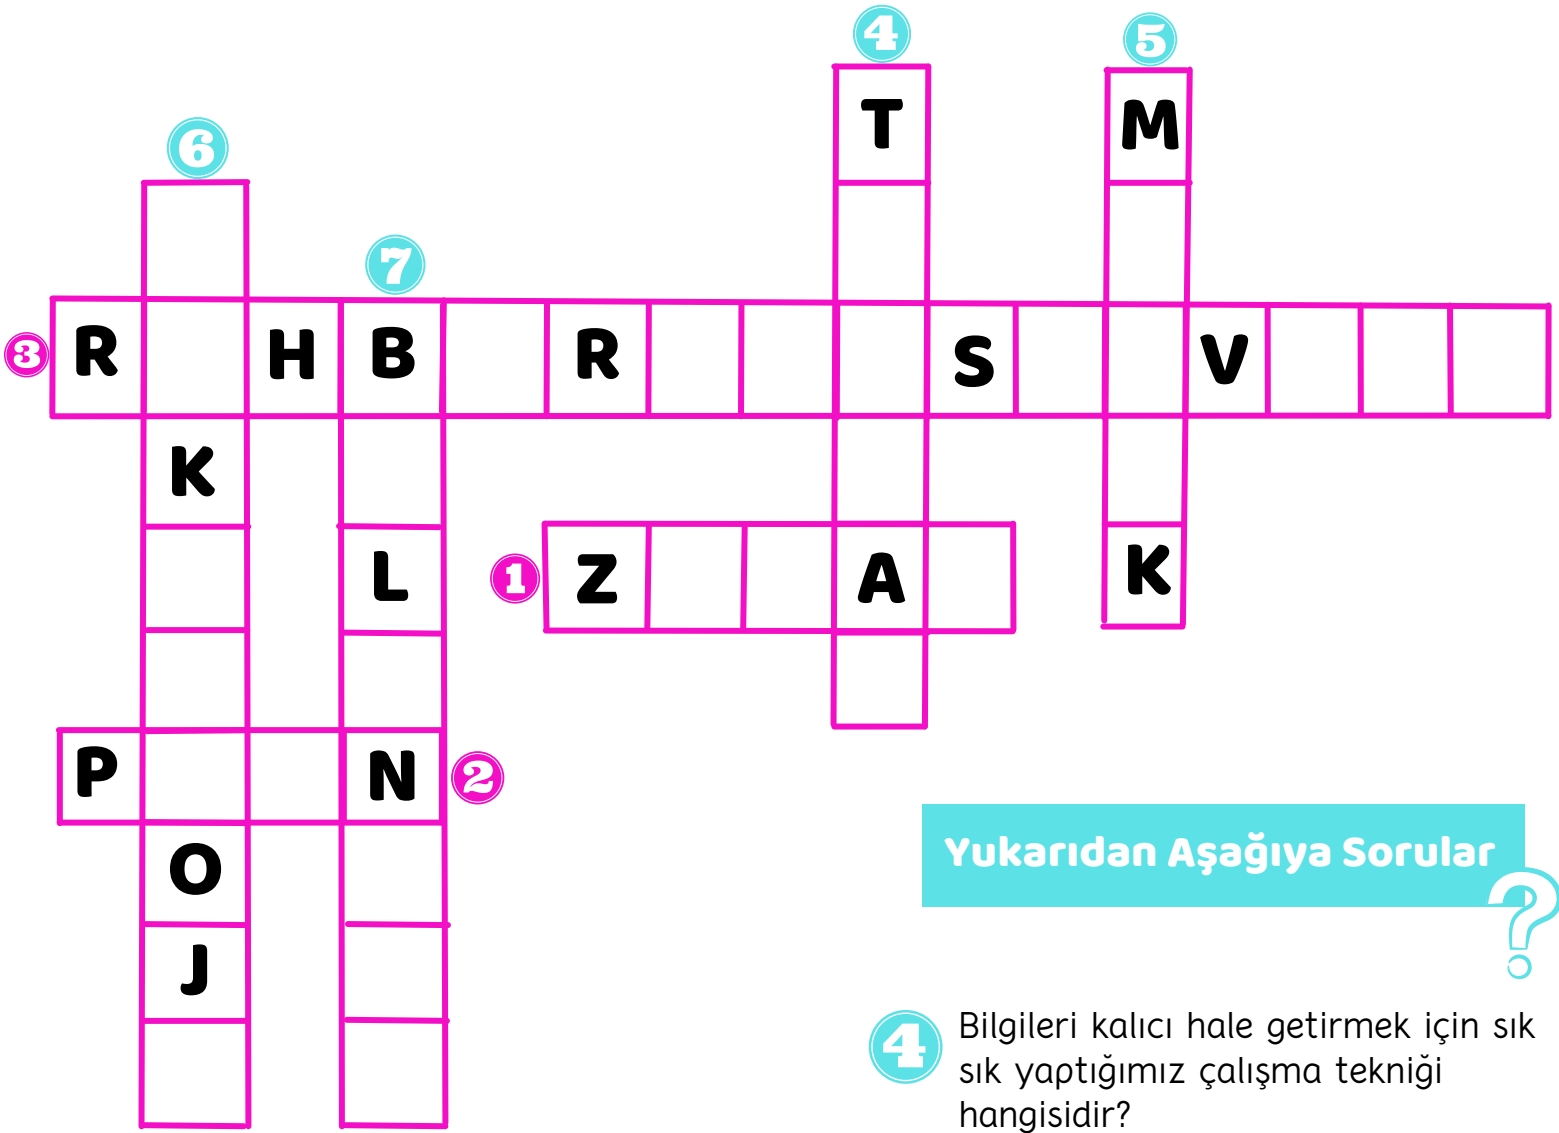 4
5
T
M
6
7
3 R H B R S V
K
L 1 Z A K
P N 2
O
J
Yukarıdan Aşağıya Sorular
?
4 Bilgileri kalıcı hale getirmek için sık
sık yaptığımız çalışma tekniği
hangisidir?